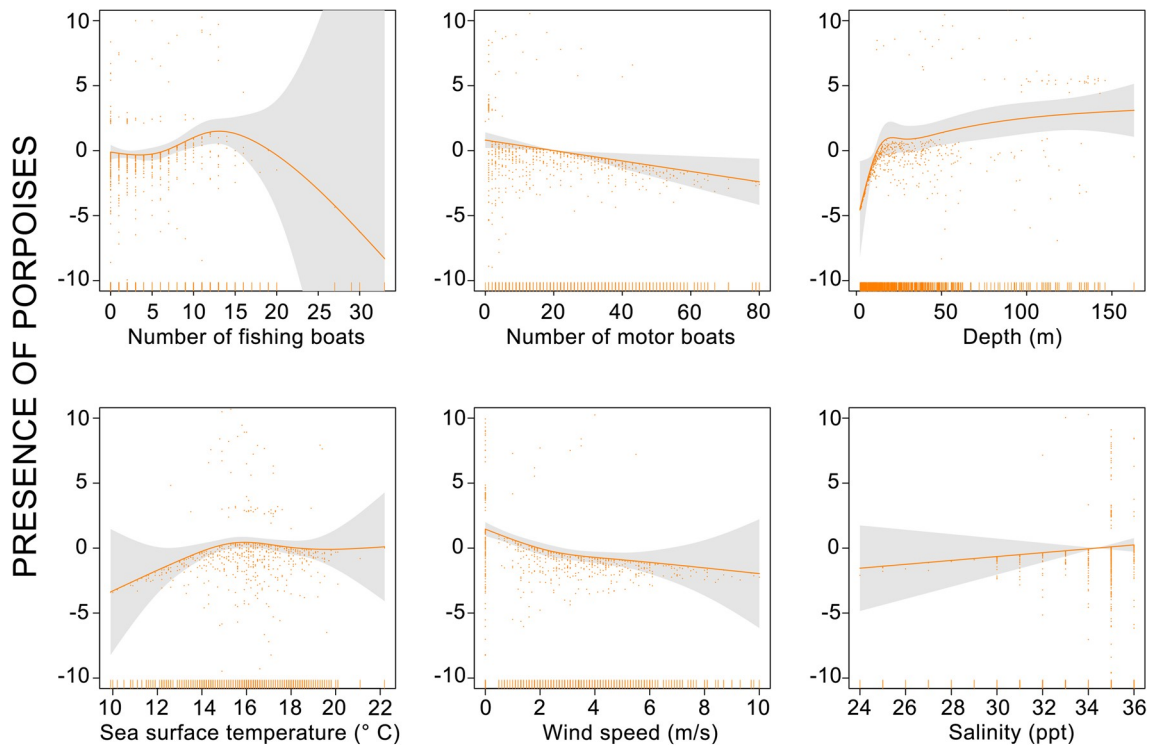 PRESENCE OF PORPOISES
10
5
0
-5
-10
0 5 10 15 20 25 30
Number of fishing boats
10
5
0
-5
-10
0 20 40 60 80
Number of motor boats
10
5
0
-5
-10
0 50 100 150
Depth (m)
10
5
0
-5
-10
10 12 14 16 18 20 22
Sea surface temperature (° C)
10
5
0
-5
-10
0 2 4 6 8 10
Wind speed (m/s)
10
5
0
-5
-10
24 26 28 30 32 34 36
Salinity (ppt)